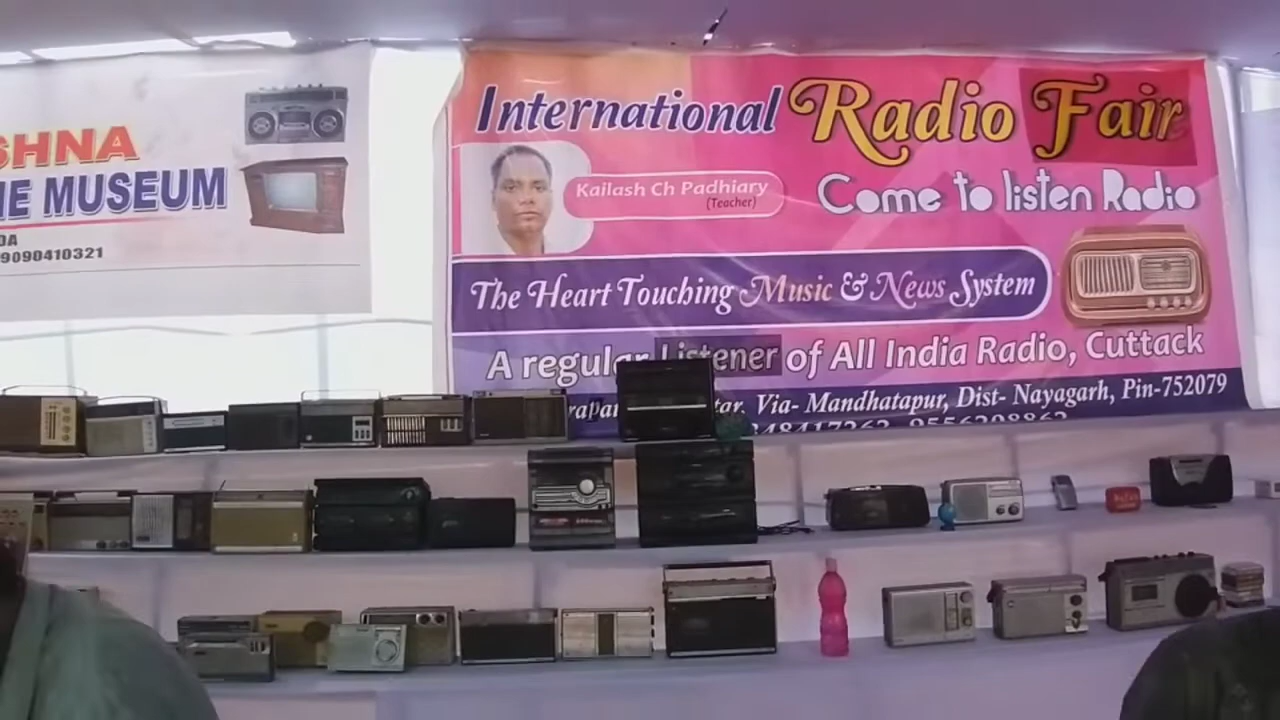 SHNA
ME MUSEUM
DA
9090410321
International Radio Fair
Kailash Ch Padhiary
(Teacher)
Come to listen Radio
The Heart Touching Music & News System
A regular Listener of All India Radio, Cuttack
Via- Mandhatapur, Dist- Nayagarh, Pin-752079